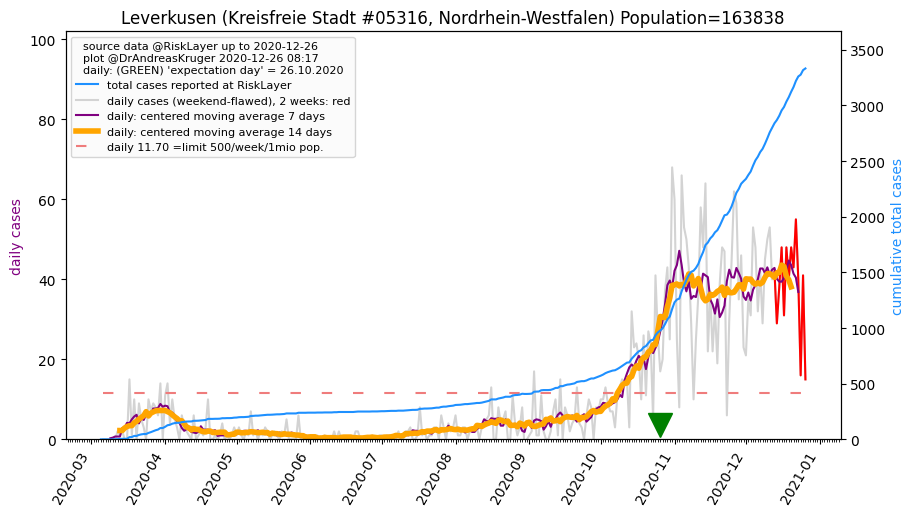 Leverkusen (Kreisfreie Stadt #05316, Nordrhein-Westfalen) Population=163838
source data @RiskLayer up to 2020-12-26
plot @DrAndreasKruger 2020-12-26 08:17
daily: (GREEN) 'expectation day' = 26.10.2020
total cases reported at RiskLayer
daily cases (weekend-flawed), 2 weeks: red
daily: centered moving average 7 days
daily: centered moving average 14 days
daily 11.70 =limit 500/week/1mio pop.
daily cases
100
80
60
40
20
0
cumulative total cases
3500
3000
2500
2000
1500
1000
500
0
2020-03
2020-04
2020-05
2020-06
2020-07
2020-08
2020-09
2020-10
2020-11
2020-12
2021-01